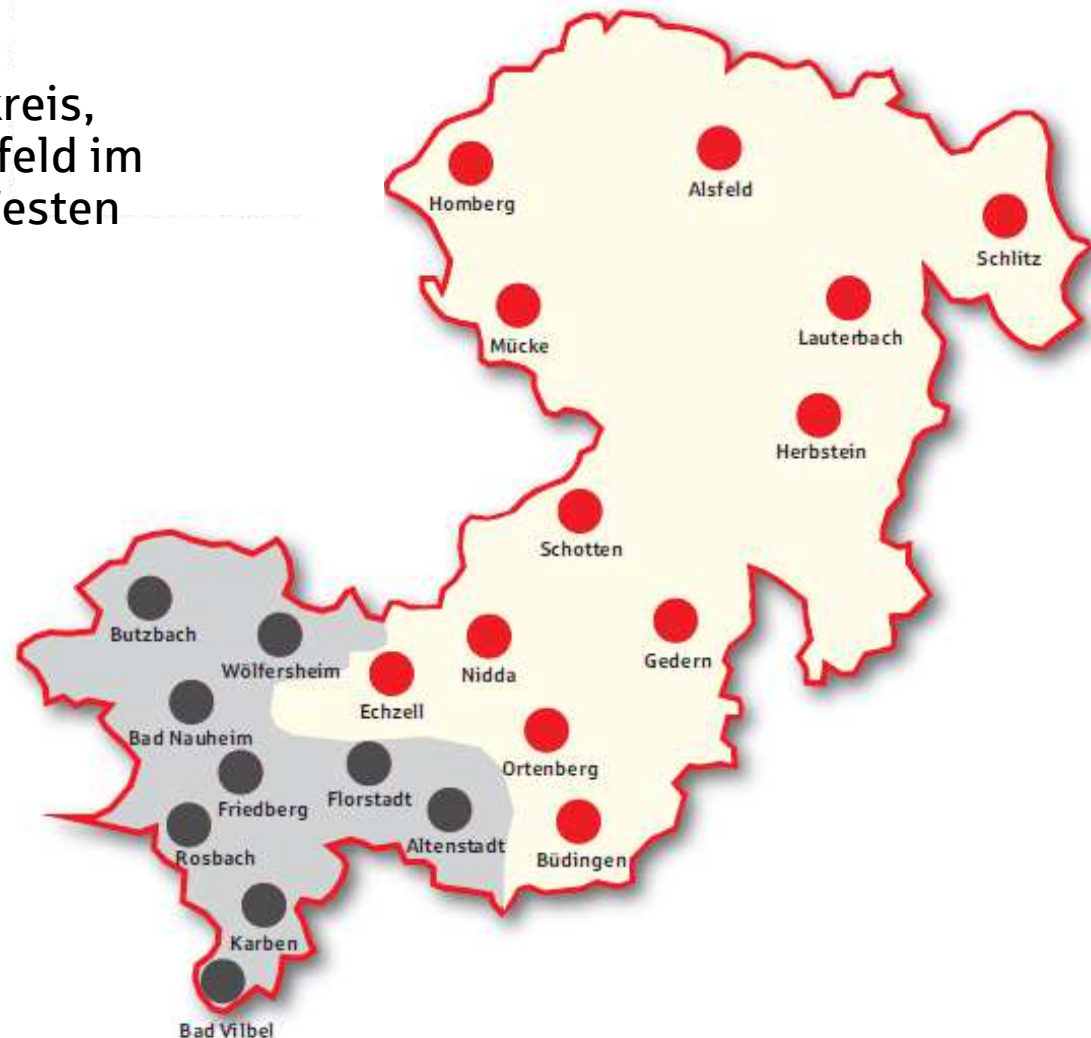 kreis,
feld im
esten
Homberg
Alsfeld
Schlitz
Mücke
Lauterbach
Herbstein
Schotten
Butzbach
Wölfersheim
Nidda
Gedern
Echzell
Bad Nauheim
Ortenberg
Friedberg
Florstadt
Rosbach
Altenstadt
Büdingen
Karben
Bad Vilbel